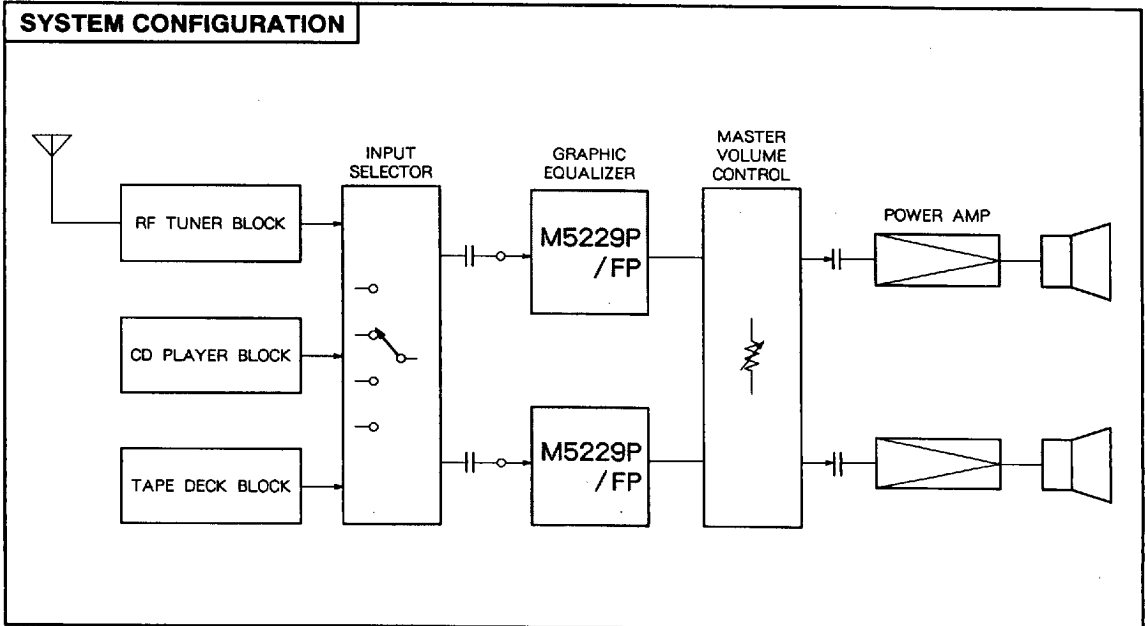 SYSTEM CONFIGURATION
INPUT
SELECTOR
GRAPHIC
EQUALIZER
MASTER
VOLUME
CONTROL
RF TUNER BLOCK
M5229P
/FP
POWER AMP
CD PLAYER BLOCK
TAPE DECK BLOCK
M5229P
/FP